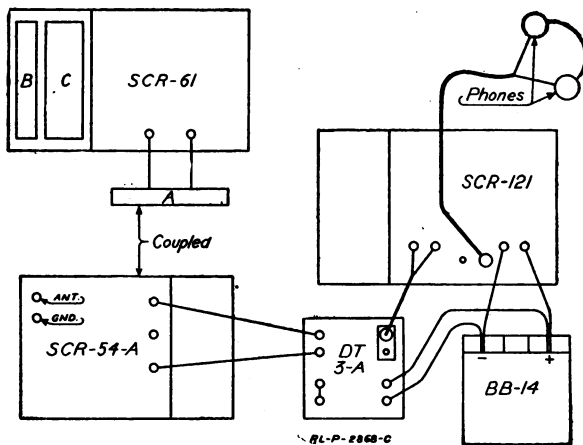 B
C
SCR-61
Phones
SCR-121
A
Coupled
ANT.
GND.
SCR-54-A
DT
3-A
- +
BB-14
RL-P-2868-C